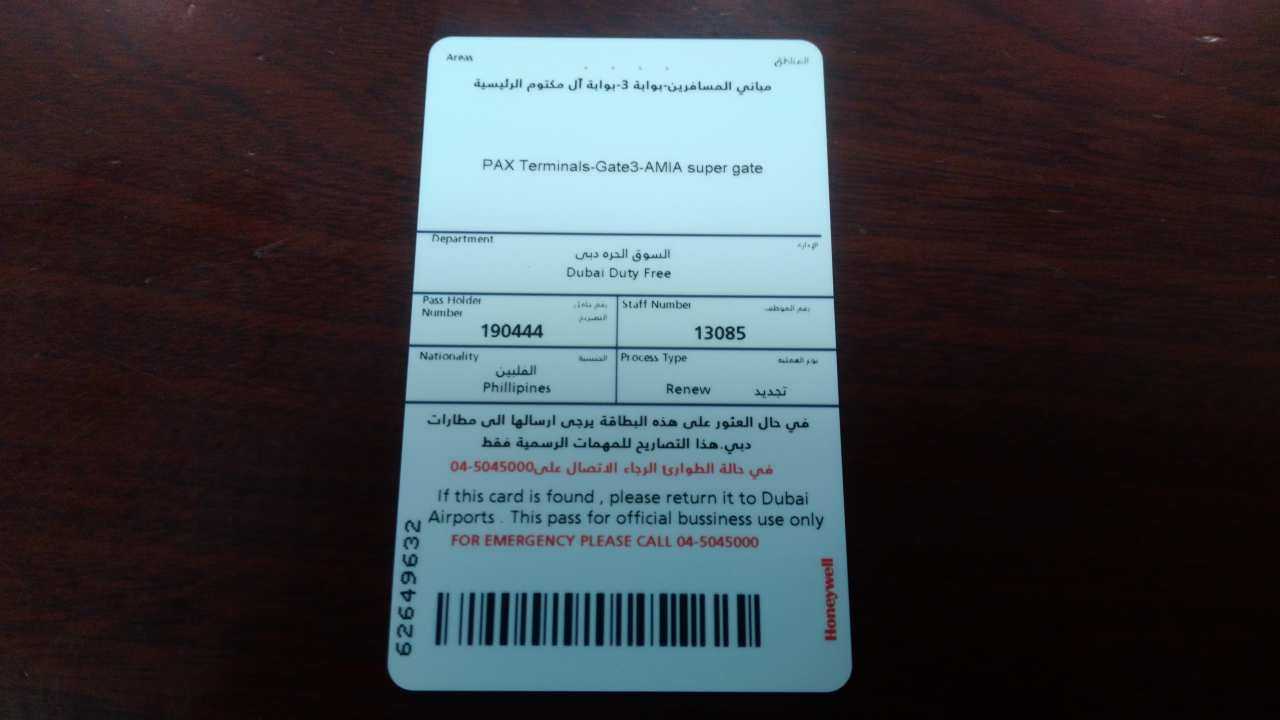 Areas المناطق
مباني المسافرين-بوابة 3-بوابة آل مكتوم الرئيسية
PAX Terminals-Gate3-AMIA super gate
Department الإدارة
السوق الحره دبى
Dubai Duty Free
Pass Holder رقم حامل Staff Number رقم الموظف
Number التصريح
190444 13085
Nationality الجنسية Process Type نوع العملية
الفلبين
Phillipines Renew تجديد
في حال العثور على هذه البطاقة يرجى ارسالها الى مطارات
دبي.هذا التصاريح للمهمات الرسمية فقط
في حالة الطوارئ الرجاء الاتصال على04-5045000
If this card is found , please return it to Dubai
Airports . This pass for official bussiness use only
FOR EMERGENCY PLEASE CALL 04-5045000
62649632
Honeywell